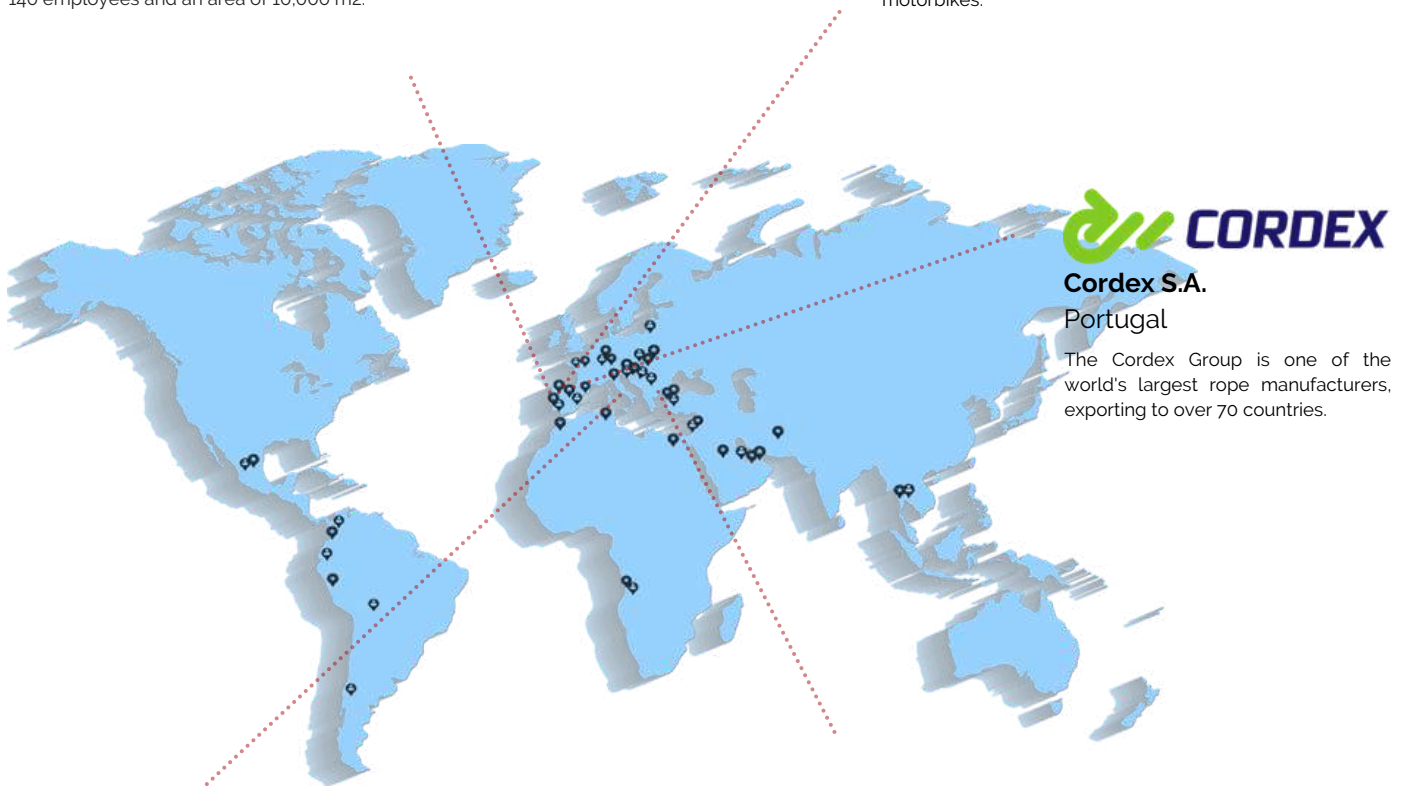 140 employees and an area of 10,000 m2.
motorbikes.
CORDEX
Cordex S.A.
Portugal
The Cordex Group is one of the
world's largest rope manufacturers,
exporting to over 70 countries.